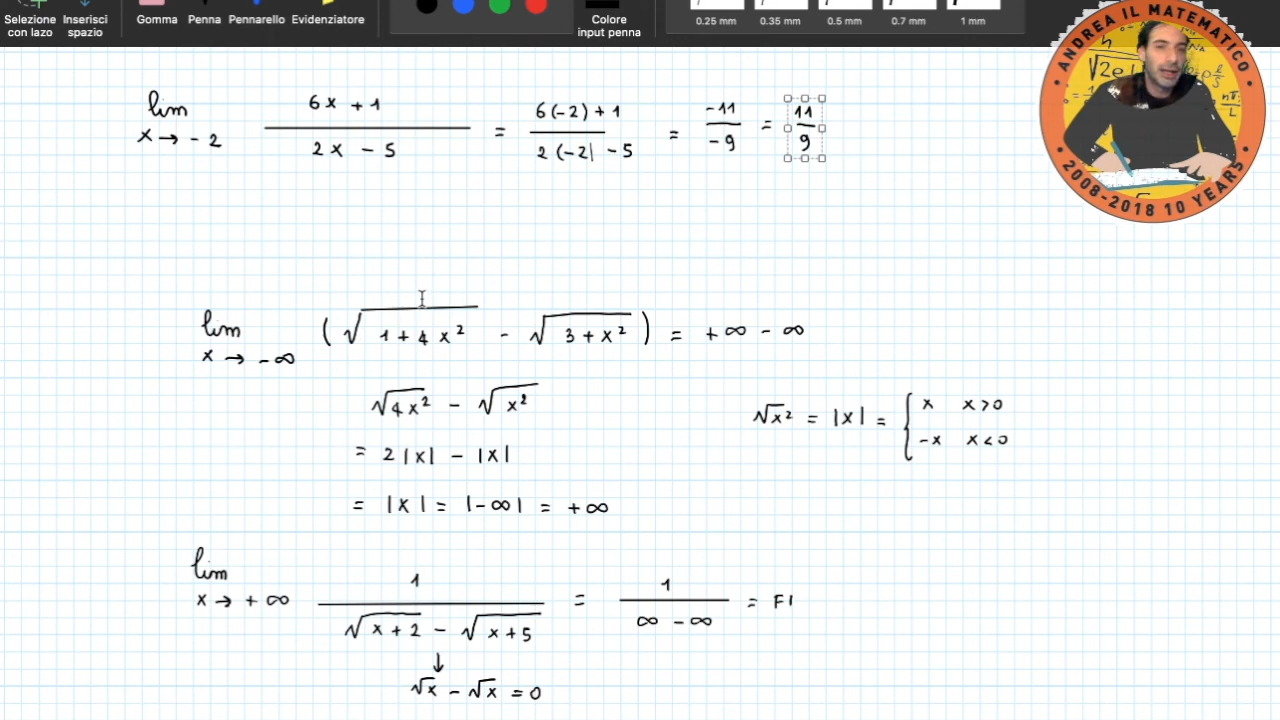 Selezione con lazo
Inserisci spazio
Gomma Penna Pennarello Evidenziatore
Colore input penna
0.25 mm 0.35 mm 0.5 mm 0.7 mm 1 mm
ANDREA IL MATEMATICO
2008-2018 10 YEARS
lim x → -2 (6x + 1)/(2x - 5) = (6(-2) + 1)/(2(-2| - 5) = -11/-9 = 11/9
lim x → -∞ (√(1 + 4x²) - √(3 + x²)) = +∞ - ∞
√4x² - √x²
√x² = |x| = { x x>0
-x x<0
= 2|x| - |x|
= |x| = |-∞| = +∞
lim x → +∞ 1/(√(x+2) - √(x+5)) = 1/(∞ - ∞) = FI
↓
√x - √x = 0